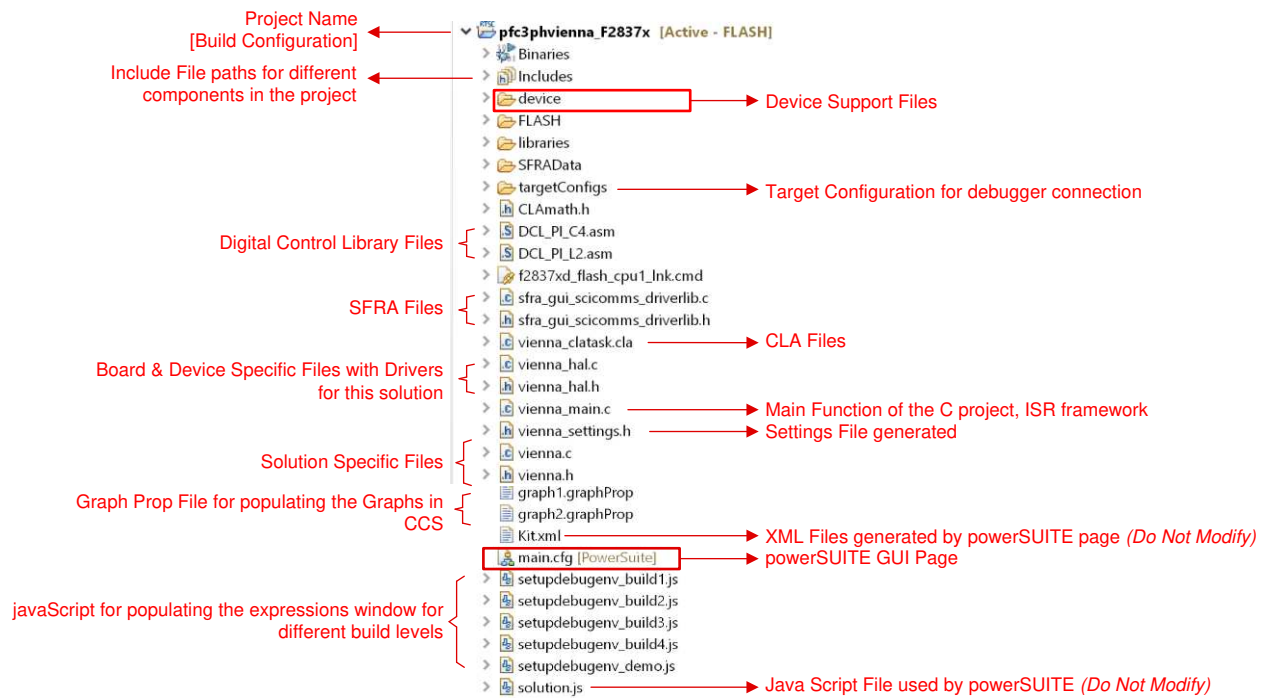 Project Name
[Build Configuration]
RTSC
pfc3phvienna_F2837x [Active - FLASH]
Binaries
Include File paths for different
components in the project
Includes
device
Device Support Files
FLASH
libraries
SFRAData
targetConfigs
Target Configuration for debugger connection
CLAmath.h
Digital Control Library Files
DCL_PI_C4.asm
DCL_PI_L2.asm
f2837xd_flash_cpu1_lnk.cmd
SFRA Files
sfra_gui_scicomms_driverlib.c
sfra_gui_scicomms_driverlib.h
vienna_clatask.cla
CLA Files
Board & Device Specific Files with Drivers
for this solution
vienna_hal.c
vienna_hal.h
vienna_main.c
Main Function of the C project, ISR framework
vienna_settings.h
Settings File generated
Solution Specific Files
vienna.c
vienna.h
Graph Prop File for populating the Graphs in
CCS
graph1.graphProp
graph2.graphProp
Kit.xml
XML Files generated by powerSUITE page (Do Not Modify)
main.cfg [PowerSuite]
powerSUITE GUI Page
javaScript for populating the expressions window for
different build levels
setupdebugenv_build1.js
setupdebugenv_build2.js
setupdebugenv_build3.js
setupdebugenv_build4.js
setupdebugenv_demo.js
solution.js
Java Script File used by powerSUITE (Do Not Modify)